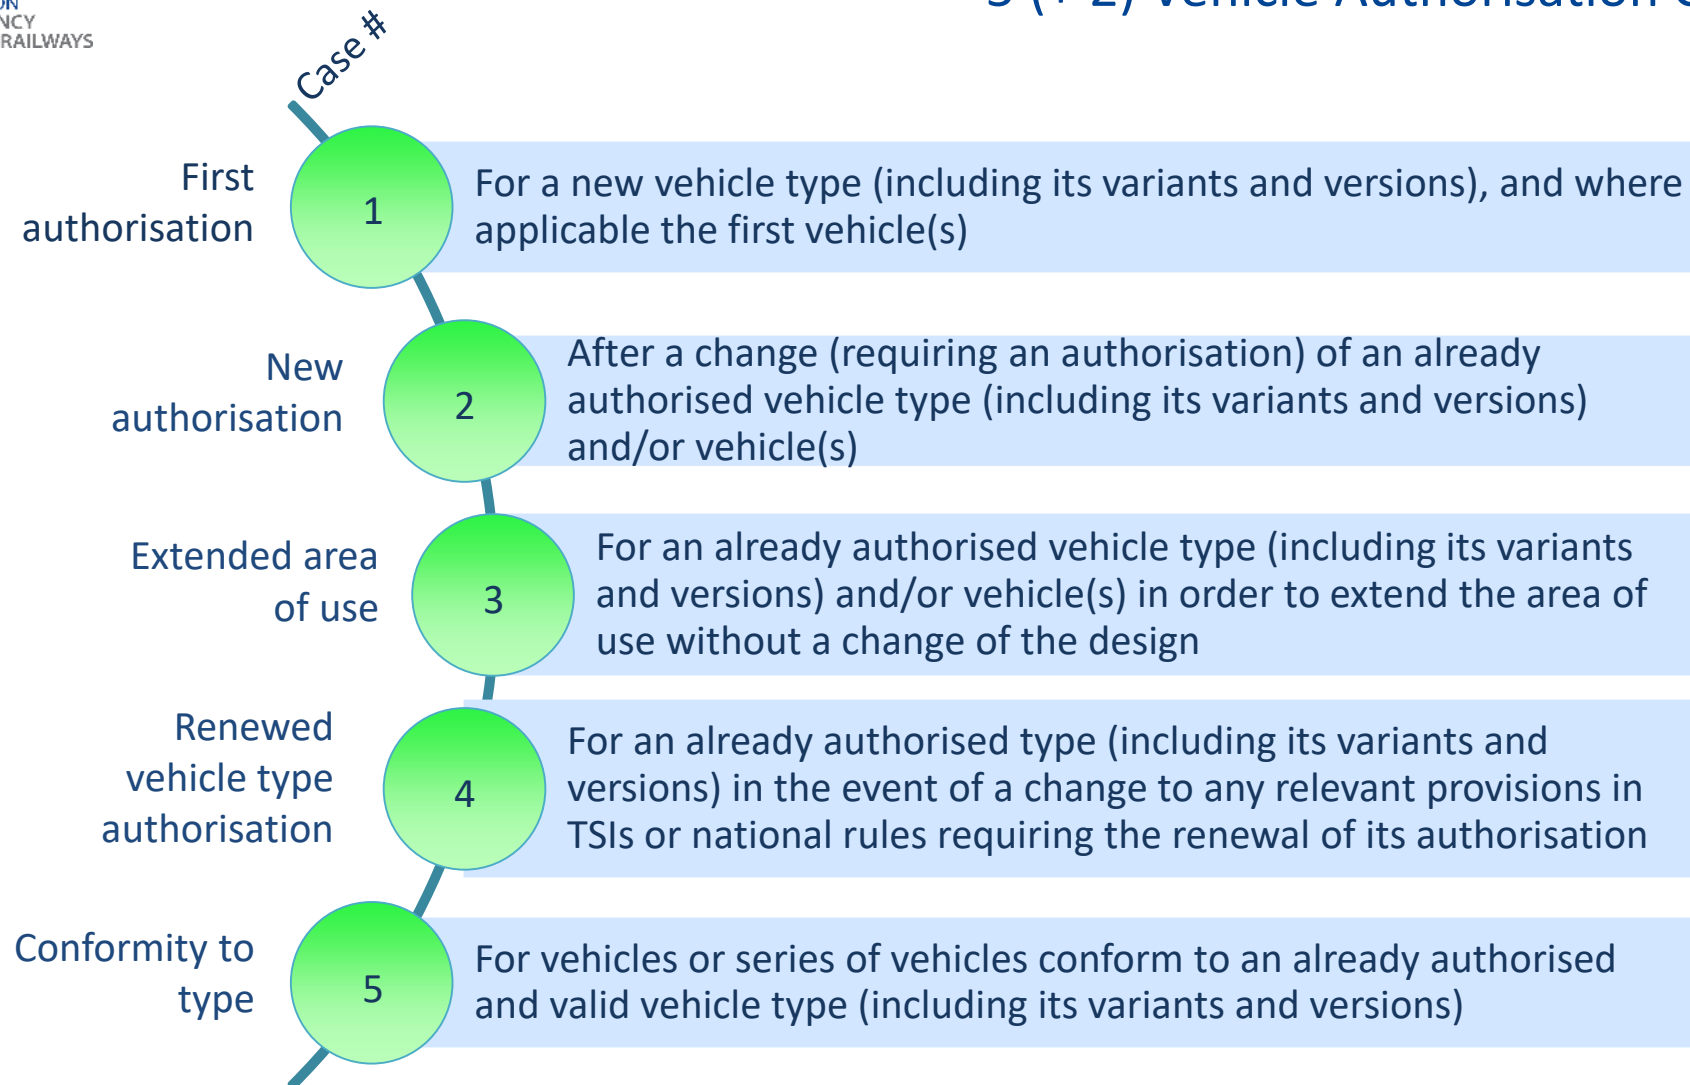 RAILWAYS
(+ 2) Vehicle Authorisation
Case #
First
authorisation
1
For a new vehicle type (including its variants and versions), and where
applicable the first vehicle(s)
New
authorisation
2
After a change (requiring an authorisation) of an already
authorised vehicle type (including its variants and versions)
and/or vehicle(s)
Extended area
of use
3
For an already authorised vehicle type (including its variants
and versions) and/or vehicle(s) in order to extend the area of
use without a change of the design
Renewed
vehicle type
authorisation
4
For an already authorised type (including its variants and
versions) in the event of a change to any relevant provisions in
TSIs or national rules requiring the renewal of its authorisation
Conformity to
type
5
For vehicles or series of vehicles conform to an already authorised
and valid vehicle type (including its variants and versions)